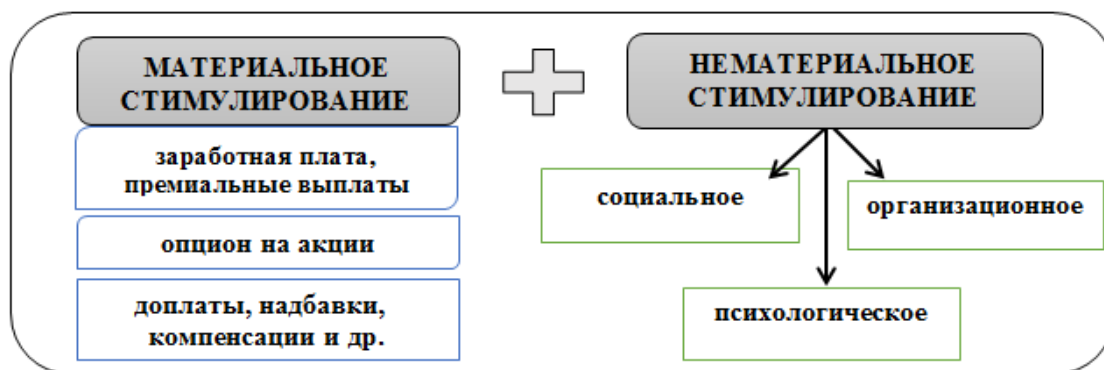 МАТЕРИАЛЬНОЕ
СТИМУЛИРОВАНИЕ
заработная плата,
премиальные выплаты
опцион на акции
доплаты, надбавки,
компенсации и др.
НЕМАТЕРИАЛЬНОЕ
СТИМУЛИРОВАНИЕ
социальное
организационное
психологическое